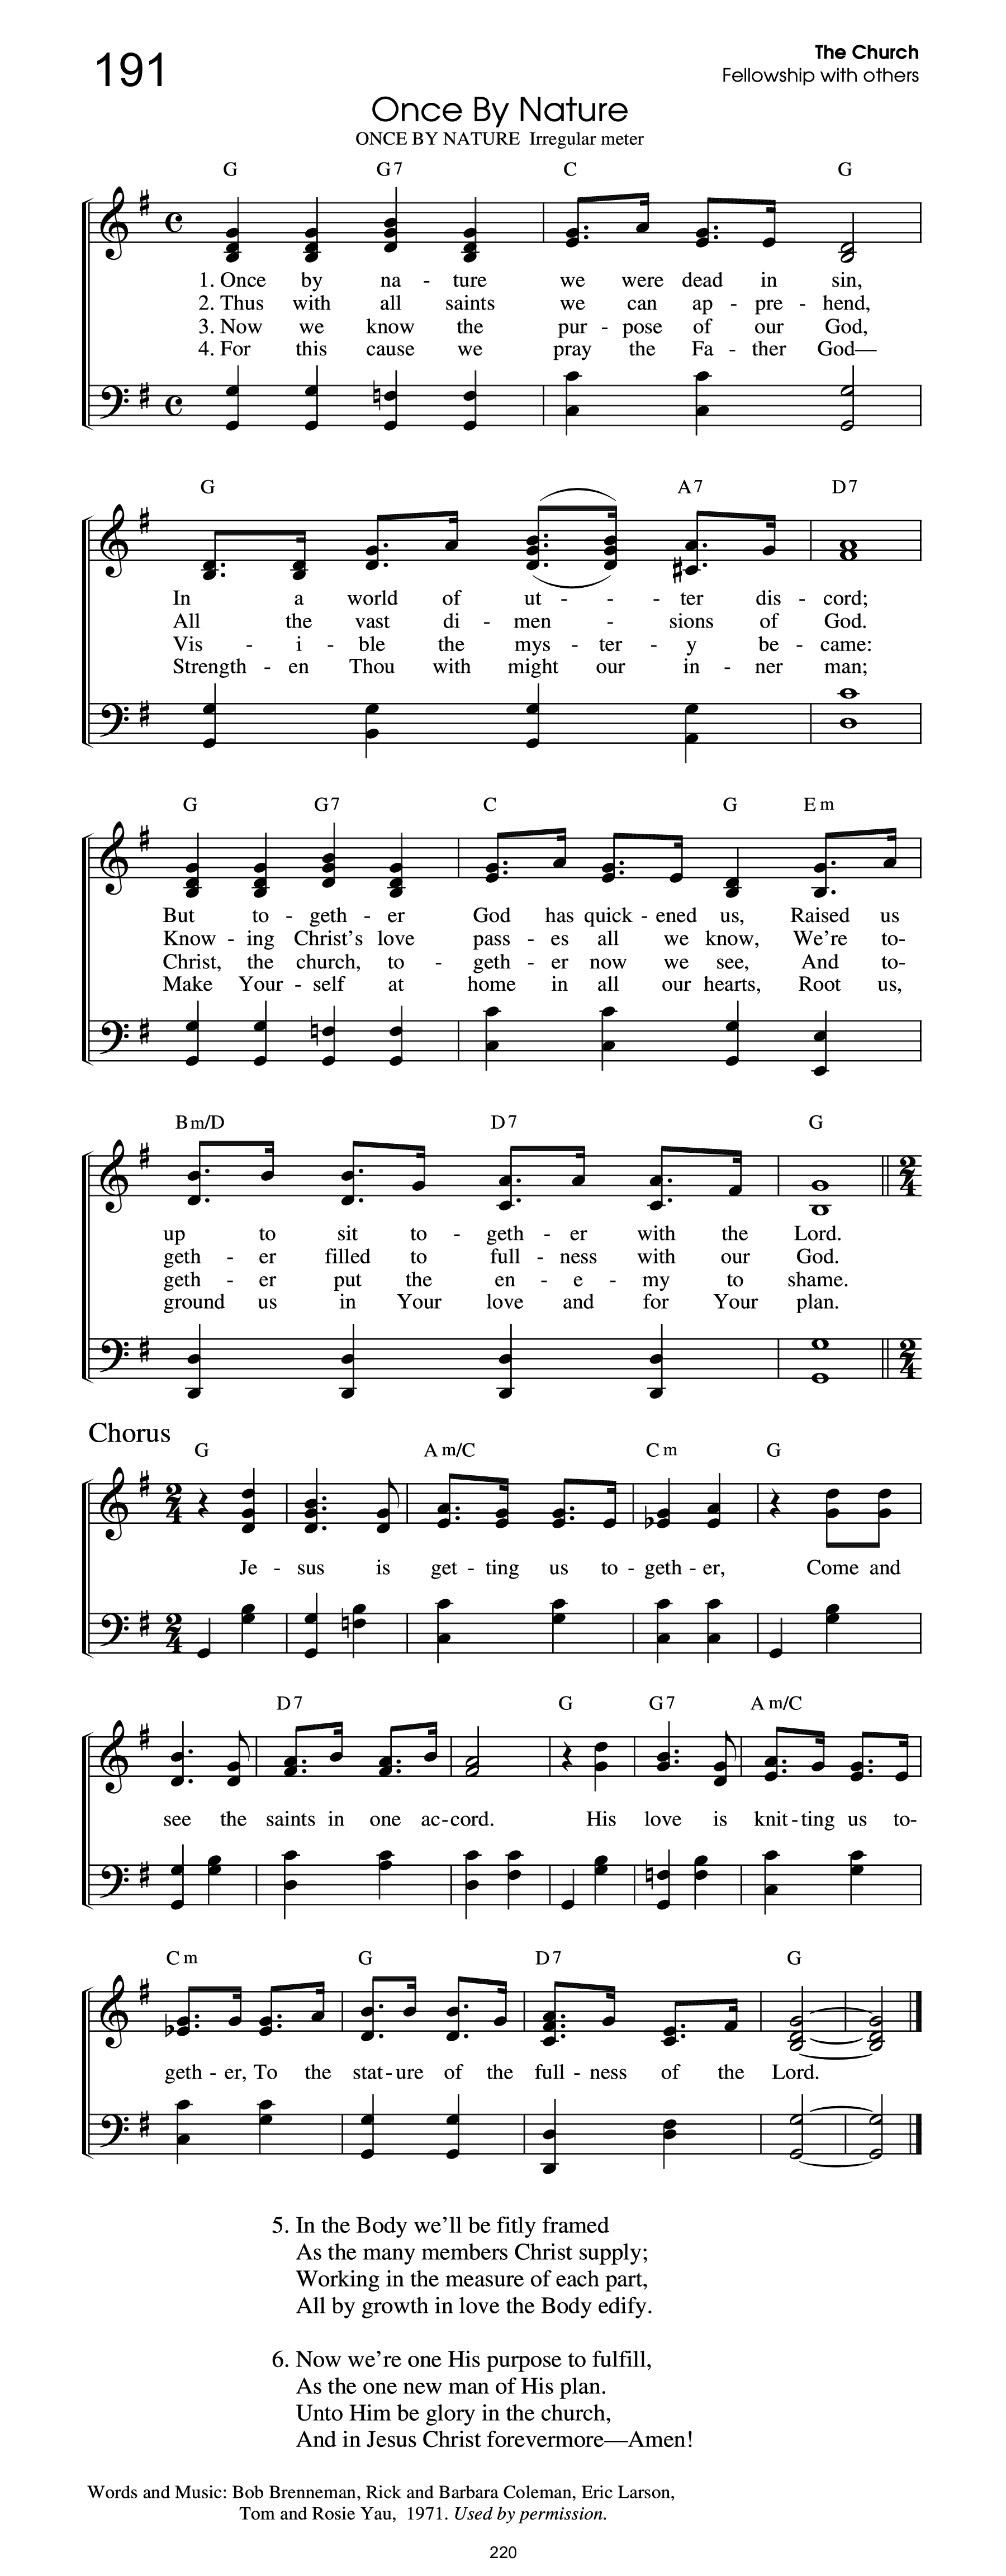 191
The Church
Fellowship with others
Once By Nature
ONCE BY NATURE  Irregular meter
G G7 C G
1. Once by na - ture we were dead in sin,
2. Thus with all saints we can ap - pre - hend,
3. Now we know the pur - pose of our God,
4. For this cause we pray the Fa - ther God—
G A7 D7
In a world of ut - - ter dis - cord;
All the vast di - men - sions of God.
Vis - i - ble the mys - ter - y be - came:
Strength - en Thou with might our in - ner man;
G G7 C G Em
But to - geth - er God has quick - ened us, Raised us
Know - ing Christ's love pass - es all we know, We're to-
Christ, the church, to - geth - er now we see, And to-
Make Your - self at home in all our hearts, Root us,
Bm/D D7 G
up to sit to - geth - er with the Lord.
geth - er filled to full - ness with our God.
geth - er put the en - e - my to shame.
ground us in Your love and for Your plan.
Chorus
G Am/C Cm G
Je - sus is get - ting us to - geth - er, Come and
D7 G G7 Am/C
see the saints in one ac - cord. His love is knit - ting us to-
Cm G D7 G
geth - er, To the stat - ure of the full - ness of the Lord.
5. In the Body we'll be fitly framed
As the many members Christ supply;
Working in the measure of each part,
All by growth in love the Body edify.
6. Now we're one His purpose to fulfill,
As the one new man of His plan.
Unto Him be glory in the church,
And in Jesus Christ forevermore—Amen!
Words and Music: Bob Brenneman, Rick and Barbara Coleman, Eric Larson,
Tom and Rosie Yau,  1971. Used by permission.
220